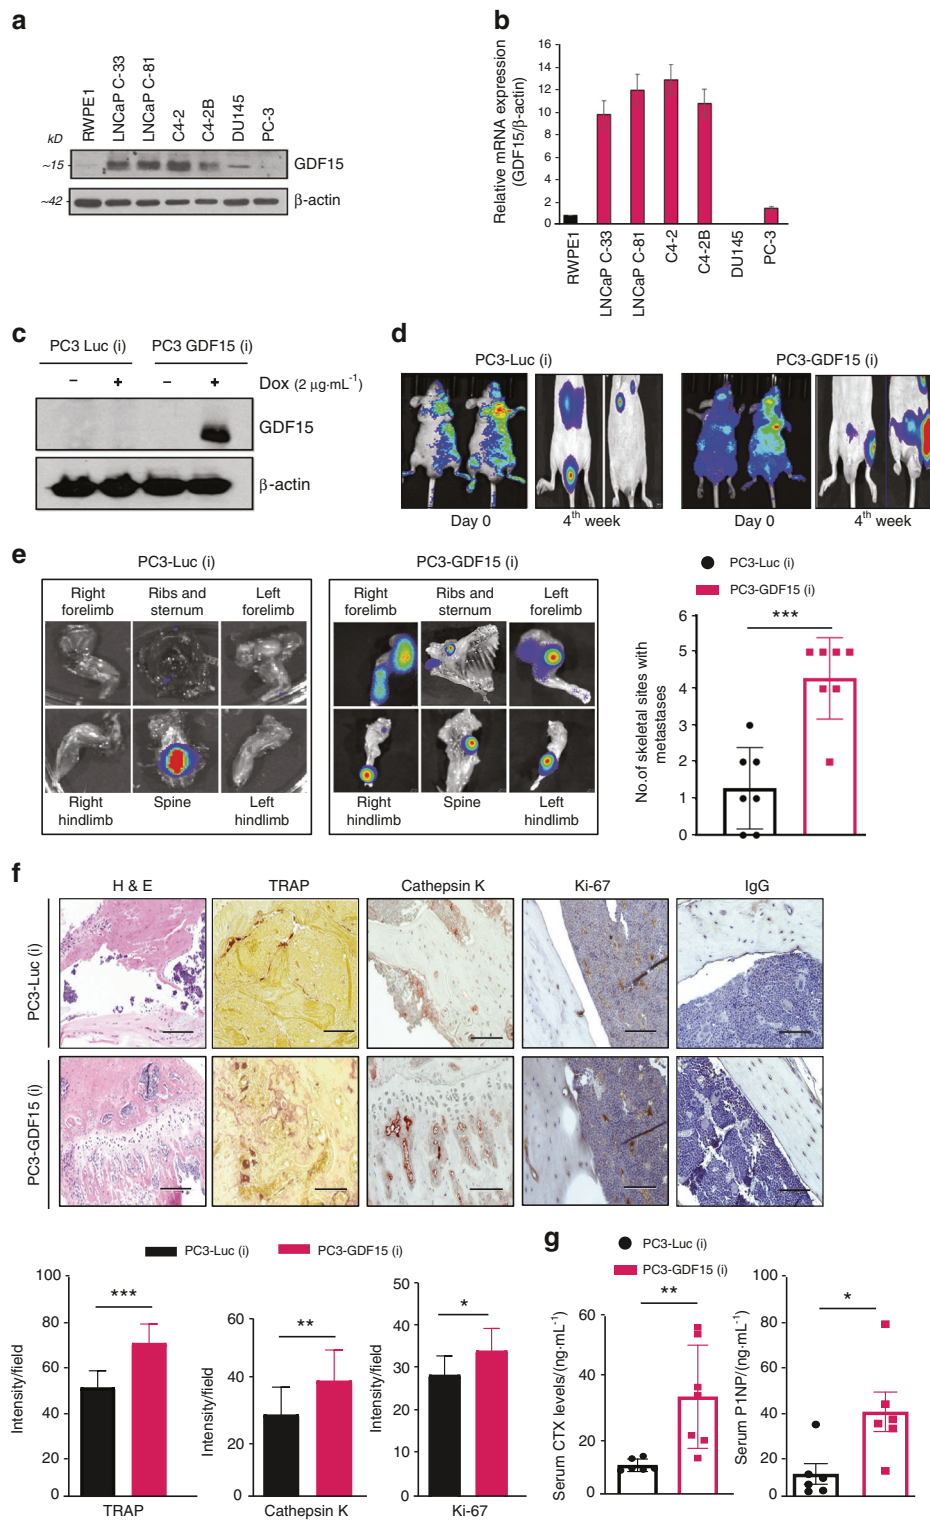 a
kD
RWPE1
LNCaP C-33
LNCaP C-81
C4-2
C4-2B
DU145
PC-3
~15
GDF15
~42
β-actin
b
Relative mRNA expression
(GDF15/β-actin)
16
14
12
10
8
6
4
2
0
RWPE1
LNCaP C-33
LNCaP C-81
C4-2
C4-2B
DU145
PC-3
c
PC3 Luc (i) PC3 GDF15 (i)
– + – + Dox (2 μg·mL⁻¹)
GDF15
β-actin
d
PC3-Luc (i) PC3-GDF15 (i)
Day 0 4th week Day 0 4th week
e
PC3-Luc (i)
Right forelimb
Ribs and sternum
Left forelimb
Right hindlimb
Spine
Left hindlimb
PC3-GDF15 (i)
Right forelimb
Ribs and sternum
Left forelimb
Right hindlimb
Spine
Left hindlimb
PC3-Luc (i)
PC3-GDF15 (i)
***
No.of skeletal sites with
metastases
6
5
4
3
2
1
0
f
H & E TRAP Cathepsin K Ki-67 IgG
PC3-Luc (i)
PC3-GDF15 (i)
PC3-Luc (i) PC3-GDF15 (i)
Intensity/field
100
80
60
40
20
0
***
TRAP
Intensity/field
60
40
20
0
**
Cathepsin K
Intensity/field
50
40
30
20
10
0
*
Ki-67
g
PC3-Luc (i)
PC3-GDF15 (i)
Serum CTX levels/(ng·mL⁻¹)
60
40
20
0
**
Serum P1NP/(ng·mL⁻¹)
100
80
60
40
20
0
*